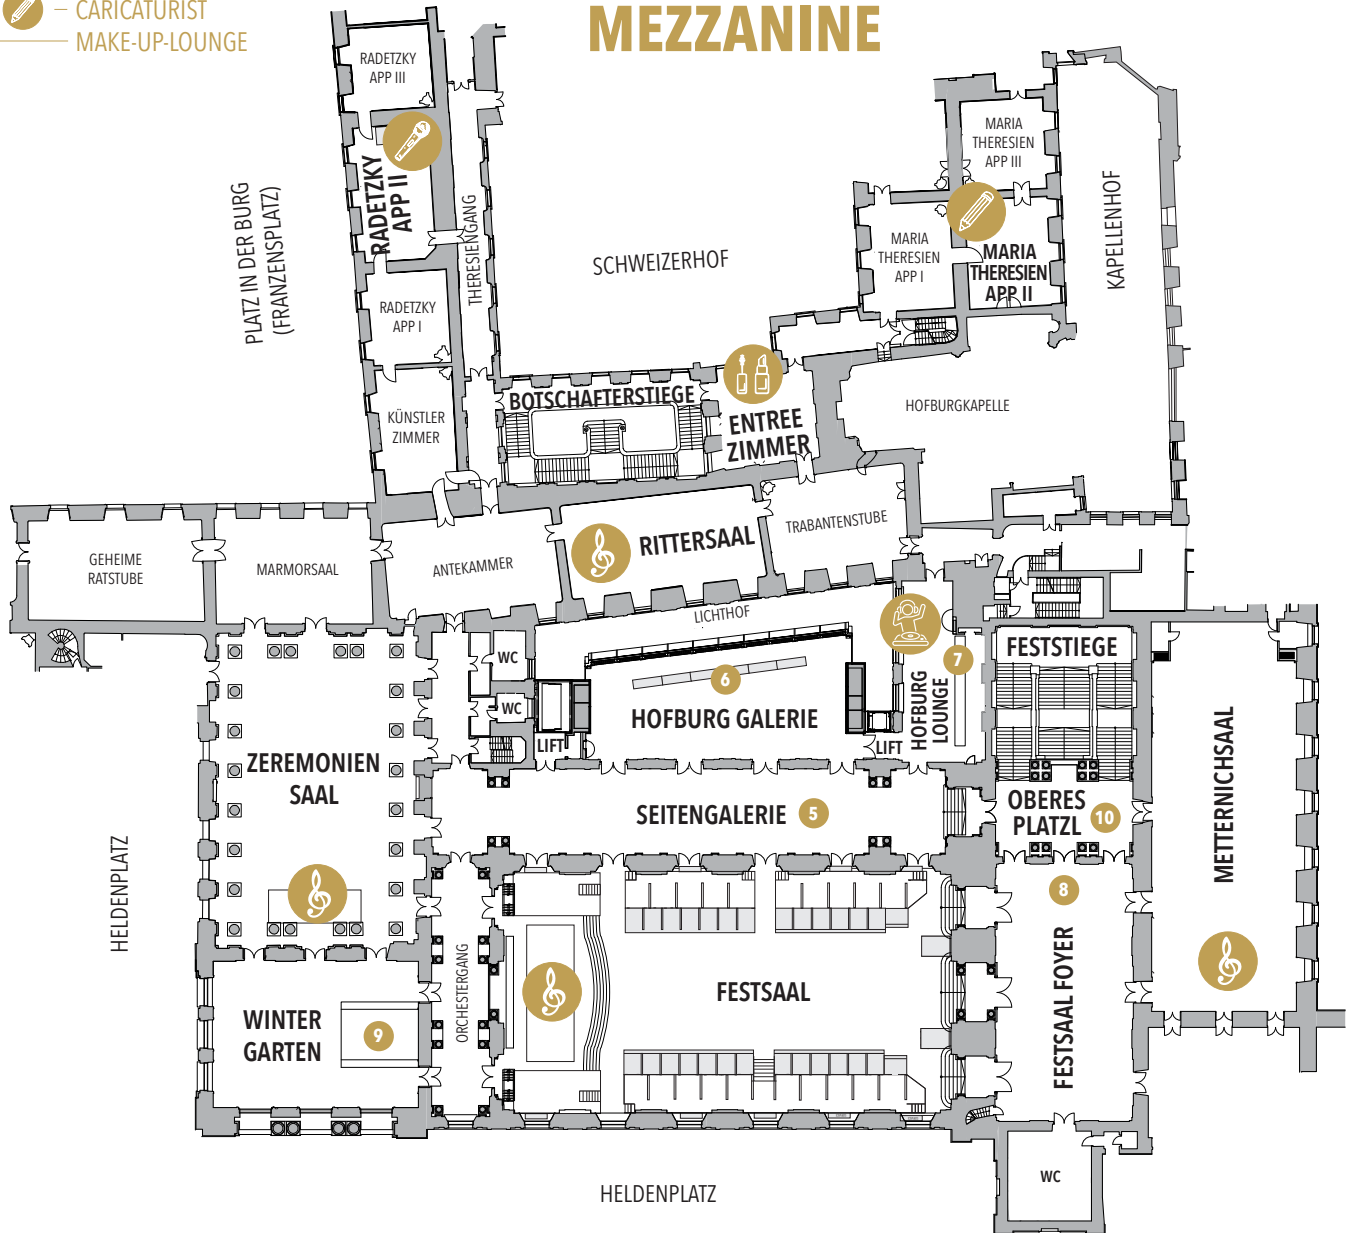 – CARICATURIST
MAKE-UP-LOUNGE
MEZZANINE
RADETZKY
APP III
RADETZKY
APP II
THERESIENGANG
PLATZ IN DER BURG
(FRANZENSPLATZ)
RADETZKY
APP I
KÜNSTLER
ZIMMER
SCHWEIZERHOF
MARIA
THERESIEN
APP III
MARIA
THERESIEN
APP I
MARIA
THERESIEN
APP II
KAPELLENHOF
BOTSCHAFTERSTIEGE
ENTREE
ZIMMER
HOFBURGKAPELLE
GEHEIME
RATSTUBE
MARMORSAAL
ANTEKAMMER
RITTERSAAL
TRABANTENSTUBE
LICHTHOF
WC
WC
LIFT
6
HOFBURG GALERIE
LIFT
HOFBURG
LOUNGE
7
FESTSTIEGE
ZEREMONIEN
SAAL
SEITENGALERIE 5
OBERES
PLATZL 10
METTERNICHSAAL
HELDENPLATZ
8
FESTSAAL FOYER
ORCHESTERGANG
FESTSAAL
WINTER
GARTEN
9
WC
HELDENPLATZ